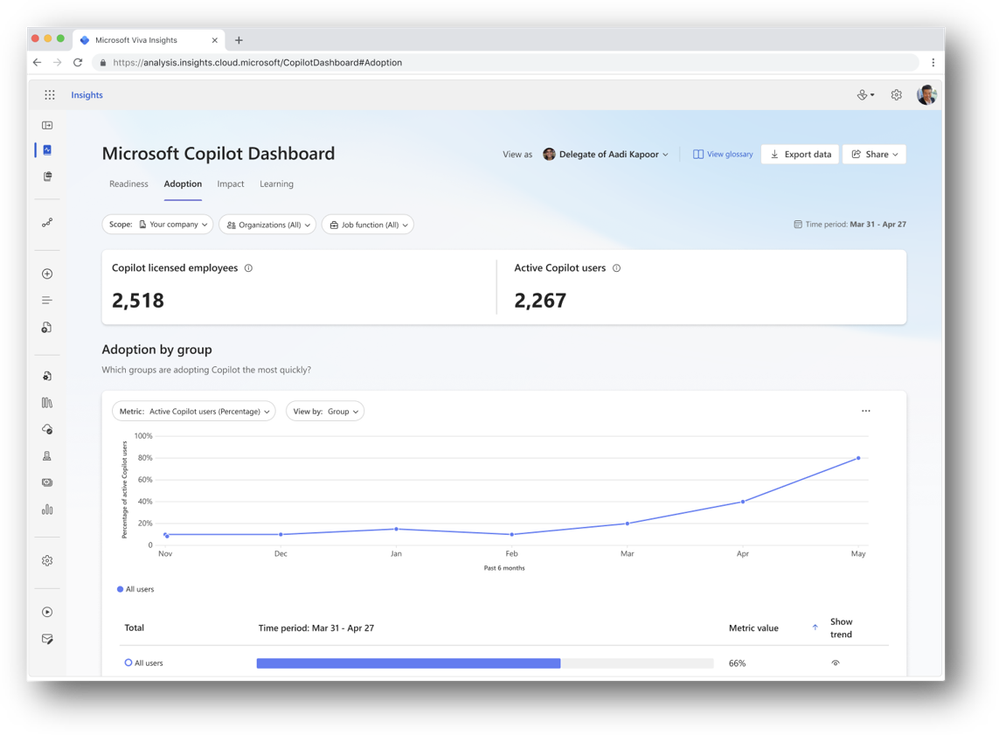 Microsoft Viva Insights
https://analysis.insights.cloud.microsoft/CopilotDashboard#Adoption
Insights
Microsoft Copilot Dashboard
View as Delegate of Aadi Kapoor
View glossary
Export data
Share
Readiness Adoption Impact Learning
Scope: Your company
Organizations (All)
Job function (All)
Time period: Mar 31 - Apr 27
Copilot licensed employees
2,518
Active Copilot users
2,267
Adoption by group
Which groups are adopting Copilot the most quickly?
Metric: Active Copilot users (Percentage)
View by: Group
Percentage of active Copilot users
100%
80%
60%
40%
20%
0
Nov Dec Jan Feb Mar Apr May
Past 6 months
All users
Total Time period: Mar 31 - Apr 27 Metric value Show trend
All users 66%